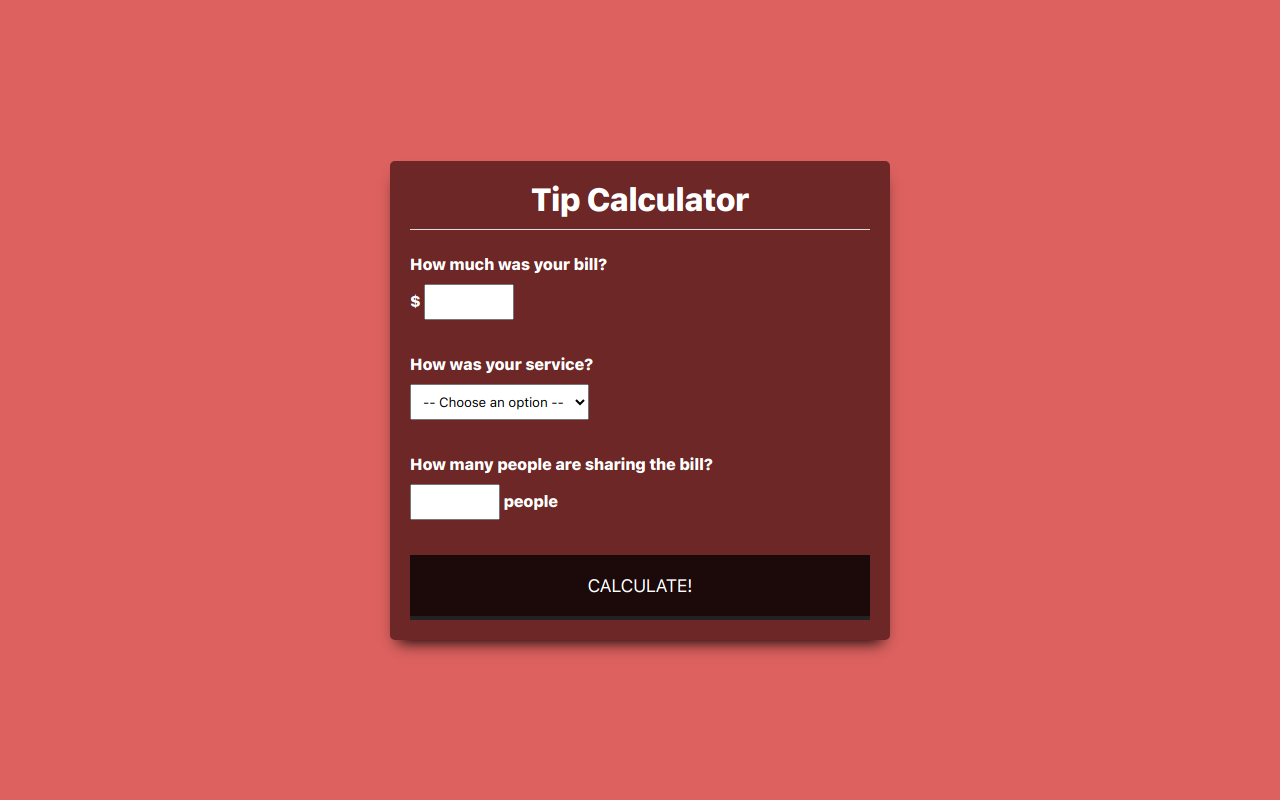 Tip Calculator
How much was your bill?
$
How was your service?
-- Choose an option --
How many people are sharing the bill?
people
CALCULATE!